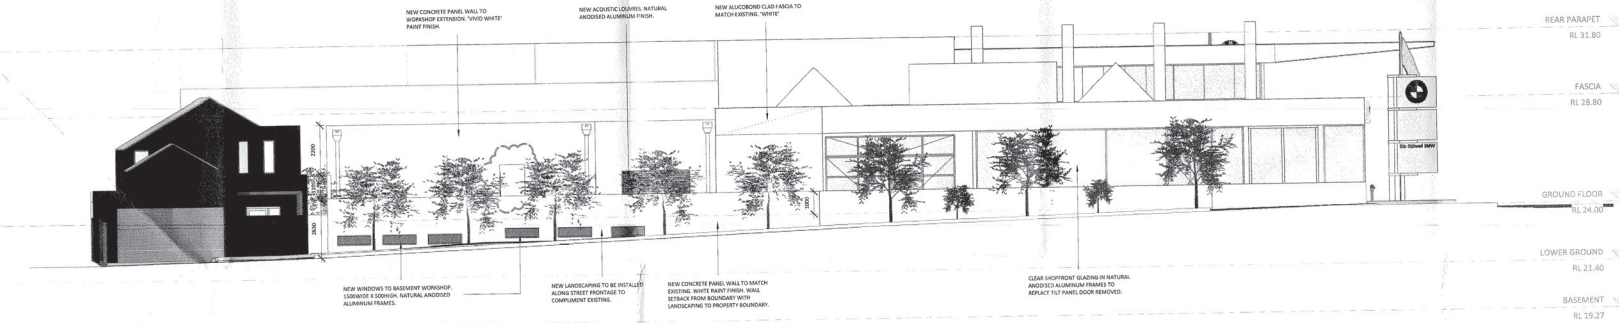 NEW CONCRETE PANEL WALL TO
WORKSHOP EXTENSION. 'VIVID WHITE'
PAINT FINISH.
NEW ACOUSTIC LOUVRES. NATURAL
ANODISED ALUMINUM FINISH.
NEW ALUCOBOND CLAD FASCIA TO
MATCH EXISTING. 'WHITE'
REAR PARAPET
RL 31.80
FASCIA
RL 28.80
2200
2650
1000
BMW
GROUND FLOOR
RL 24.00
LOWER GROUND
RL 21.40
BASEMENT
RL 19.27
NEW WINDOWS TO BASEMENT WORKSHOP.
1500WIDE X 500HIGH. NATURAL ANODISED
ALUMINUM FRAMES.
NEW LANDSCAPING TO BE INSTALLED
ALONG STREET FRONTAGE TO
COMPLIMENT EXISTING.
NEW CONCRETE PANEL WALL TO MATCH
EXISTING. WHITE PAINT FINISH. WALL
SETBACK FROM BOUNDARY WITH
LANDSCAPING TO PROPERTY BOUNDARY.
CLEAR SHOPFRONT GLAZING IN NATURAL
ANODISED ALUMINUM FRAMES TO
REPLACE TILT PANEL DOOR REMOVED.